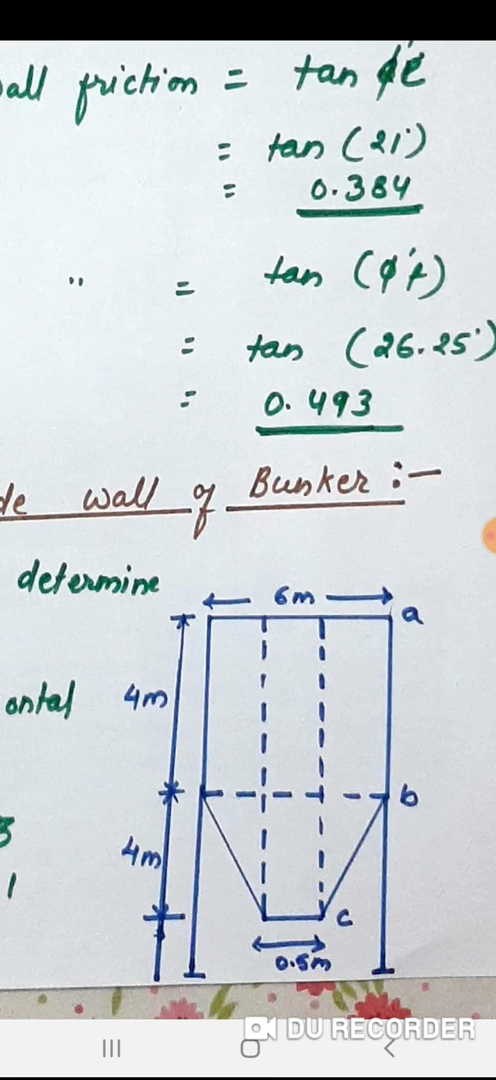 all friction = tan φ'E
= tan (21°)
= 0.384
" = tan (φ'f)
= tan (26.25°)
= 0.493
de wall of Bunker :-
determine
6m
a
ontal
4m
b
3
4m
1
c
0.5m
DU RECORDER